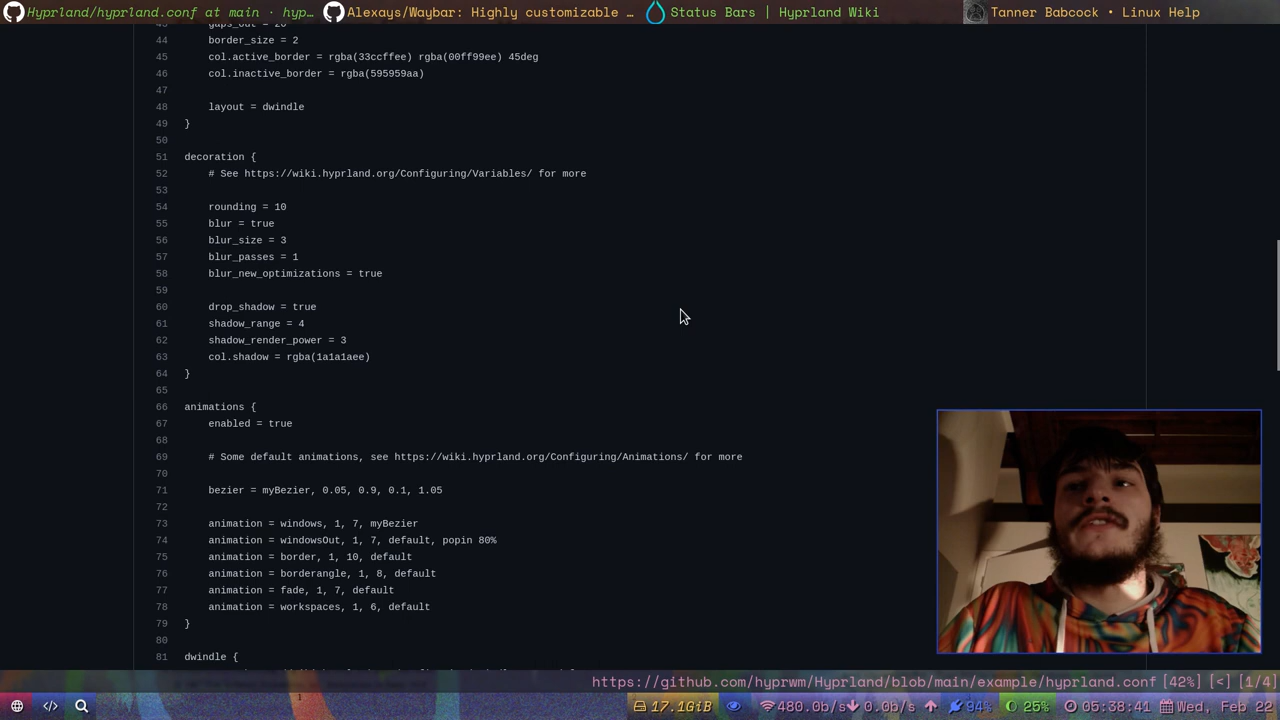 Hyprland/hyprland.conf at main · hyp… Alexays/Waybar: Highly customizable … Status Bars | Hyprland Wiki Tanner Babcock • Linux Help
43 gaps_out = 20
44 border_size = 2
45 col.active_border = rgba(33ccffee) rgba(00ff99ee) 45deg
46 col.inactive_border = rgba(595959aa)
47
48 layout = dwindle
49 }
50
51 decoration {
52 # See https://wiki.hyprland.org/Configuring/Variables/ for more
53
54 rounding = 10
55 blur = true
56 blur_size = 3
57 blur_passes = 1
58 blur_new_optimizations = true
59
60 drop_shadow = true
61 shadow_range = 4
62 shadow_render_power = 3
63 col.shadow = rgba(1a1a1aee)
64 }
65
66 animations {
67 enabled = true
68
69 # Some default animations, see https://wiki.hyprland.org/Configuring/Animations/ for more
70
71 bezier = myBezier, 0.05, 0.9, 0.1, 1.05
72
73 animation = windows, 1, 7, myBezier
74 animation = windowsOut, 1, 7, default, popin 80%
75 animation = border, 1, 10, default
76 animation = borderangle, 1, 8, default
77 animation = fade, 1, 7, default
78 animation = workspaces, 1, 6, default
79 }
80
81 dwindle {
https://github.com/hyprwm/Hyprland/blob/main/example/hyprland.conf [42%] [<] [1/4]
1 17.1GiB 480.0b/s 0.0b/s 94% 25% 05:38:41 Wed, Feb 22